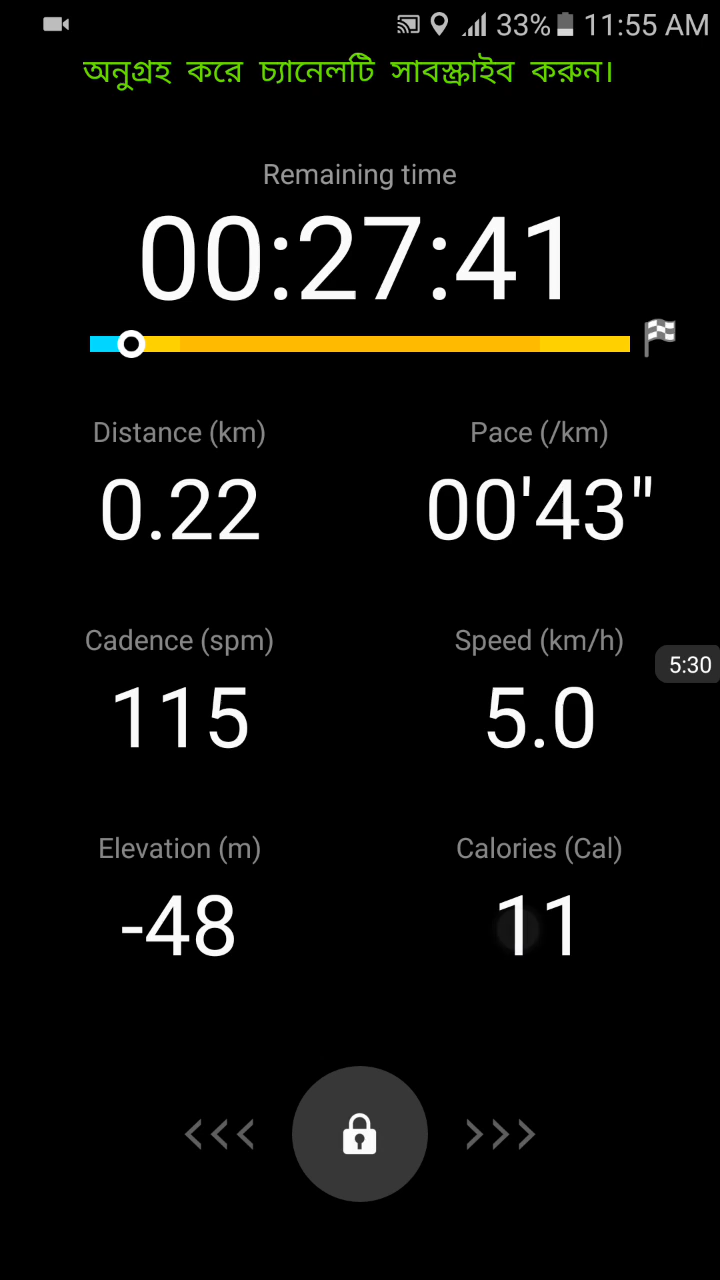 33% 11:55 AM
অনুগ্রহ করে চ্যানেলটি সাবস্ক্রাইব করুন।
Remaining time
00:27:41
Distance (km) Pace (/km)
0.22 00'43"
Cadence (spm) Speed (km/h)
5:30
115 5.0
Elevation (m) Calories (Cal)
-48 11